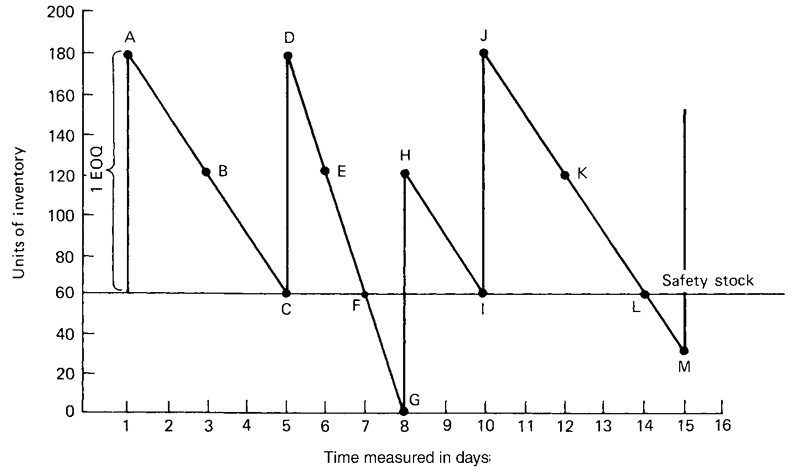 200
A
D
J
180
160
140
H
B
E
K
120
1 EOQ
Units of inventory
100
80
Safety stock
60
C
F
I
L
40
M
20
G
0
1 2 3 4 5 6 7 8 9 10 11 12 13 14 15 16
Time measured in days